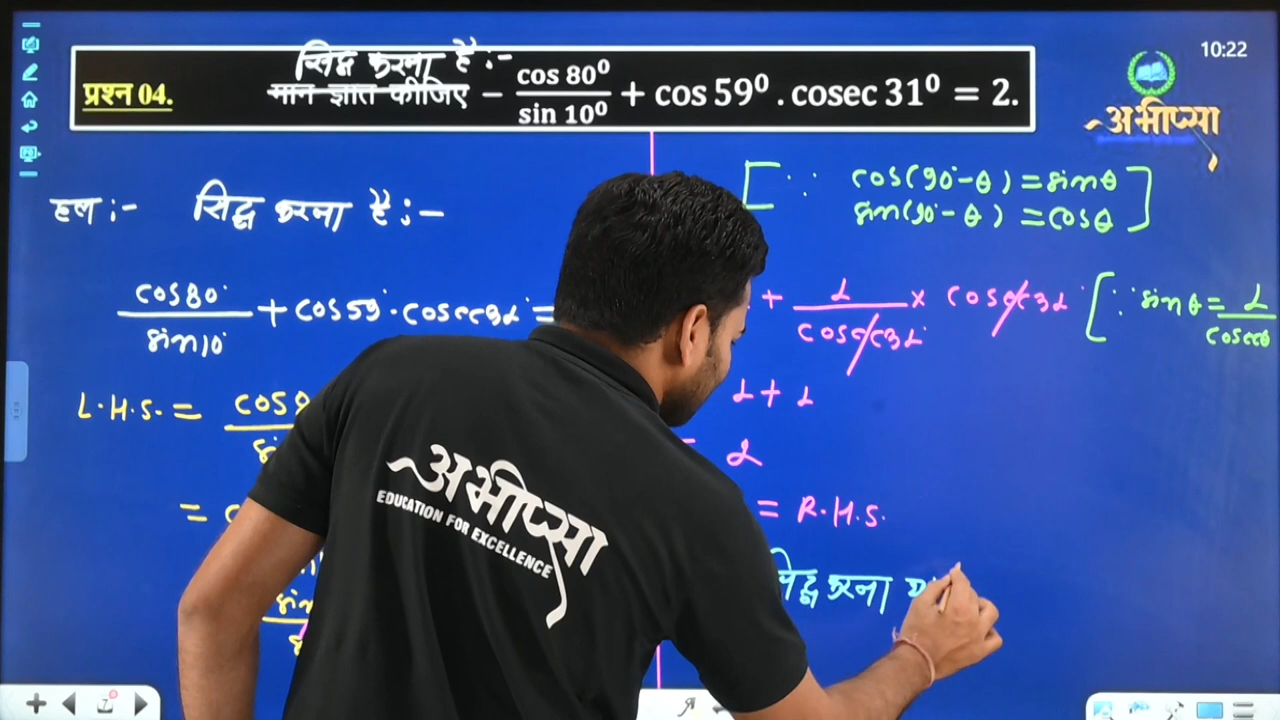 10:22
सिद्ध करना है :-
प्रश्न 04. मान ज्ञात कीजिए – cos 80⁰ / sin 10⁰ + cos 59⁰ . cosec 31⁰ = 2.
अभीप्सा
[∵ cos(90°-θ) = sinθ
sin(90°-θ) = cosθ]
हल :- सिद्ध करना है :-
cos80° / sin10° + cos59° · cosec31 =
+ 1 / cosec31 × cosec31 [∵ sinθ = 1 / cosecθ
L.H.S. =
1 + 1
= 2
= R.H.S.
सिद्ध करना
अभीप्सा
EDUCATION FOR EXCELLENCE